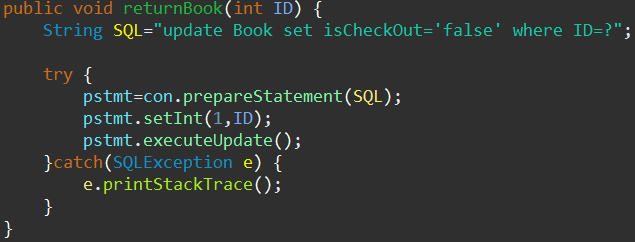 public void returnBook(int ID) {
    String SQL="update Book set isCheckOut='false' where ID=?";

    try {
        pstmt=con.prepareStatement(SQL);
        pstmt.setInt(1,ID);
        pstmt.executeUpdate();
    }catch(SQLException e) {
        e.printStackTrace();
    }
}